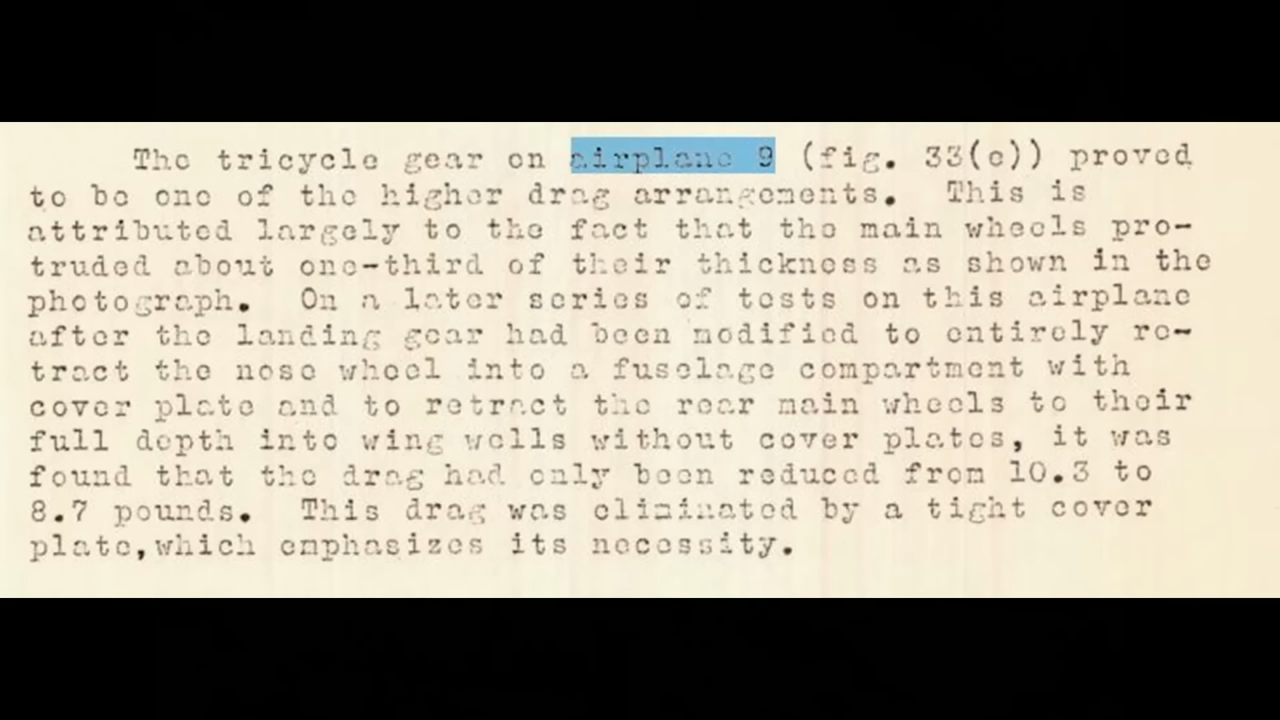 The tricycle gear on airplane 9 (fig. 33(c)) proved
to be one of the higher drag arrangements. This is
attributed largely to the fact that the main wheels pro-
truded about one-third of their thickness as shown in the
photograph. On a later series of tests on this airplane
after the landing gear had been modified to entirely re-
tract the nose wheel into a fuselage compartment with
cover plate and to retract the rear main wheels to their
full depth into wing wells without cover plates, it was
found that the drag had only been reduced from 10.3 to
8.7 pounds. This drag was eliminated by a tight cover
plate,which emphasizes its necessity.